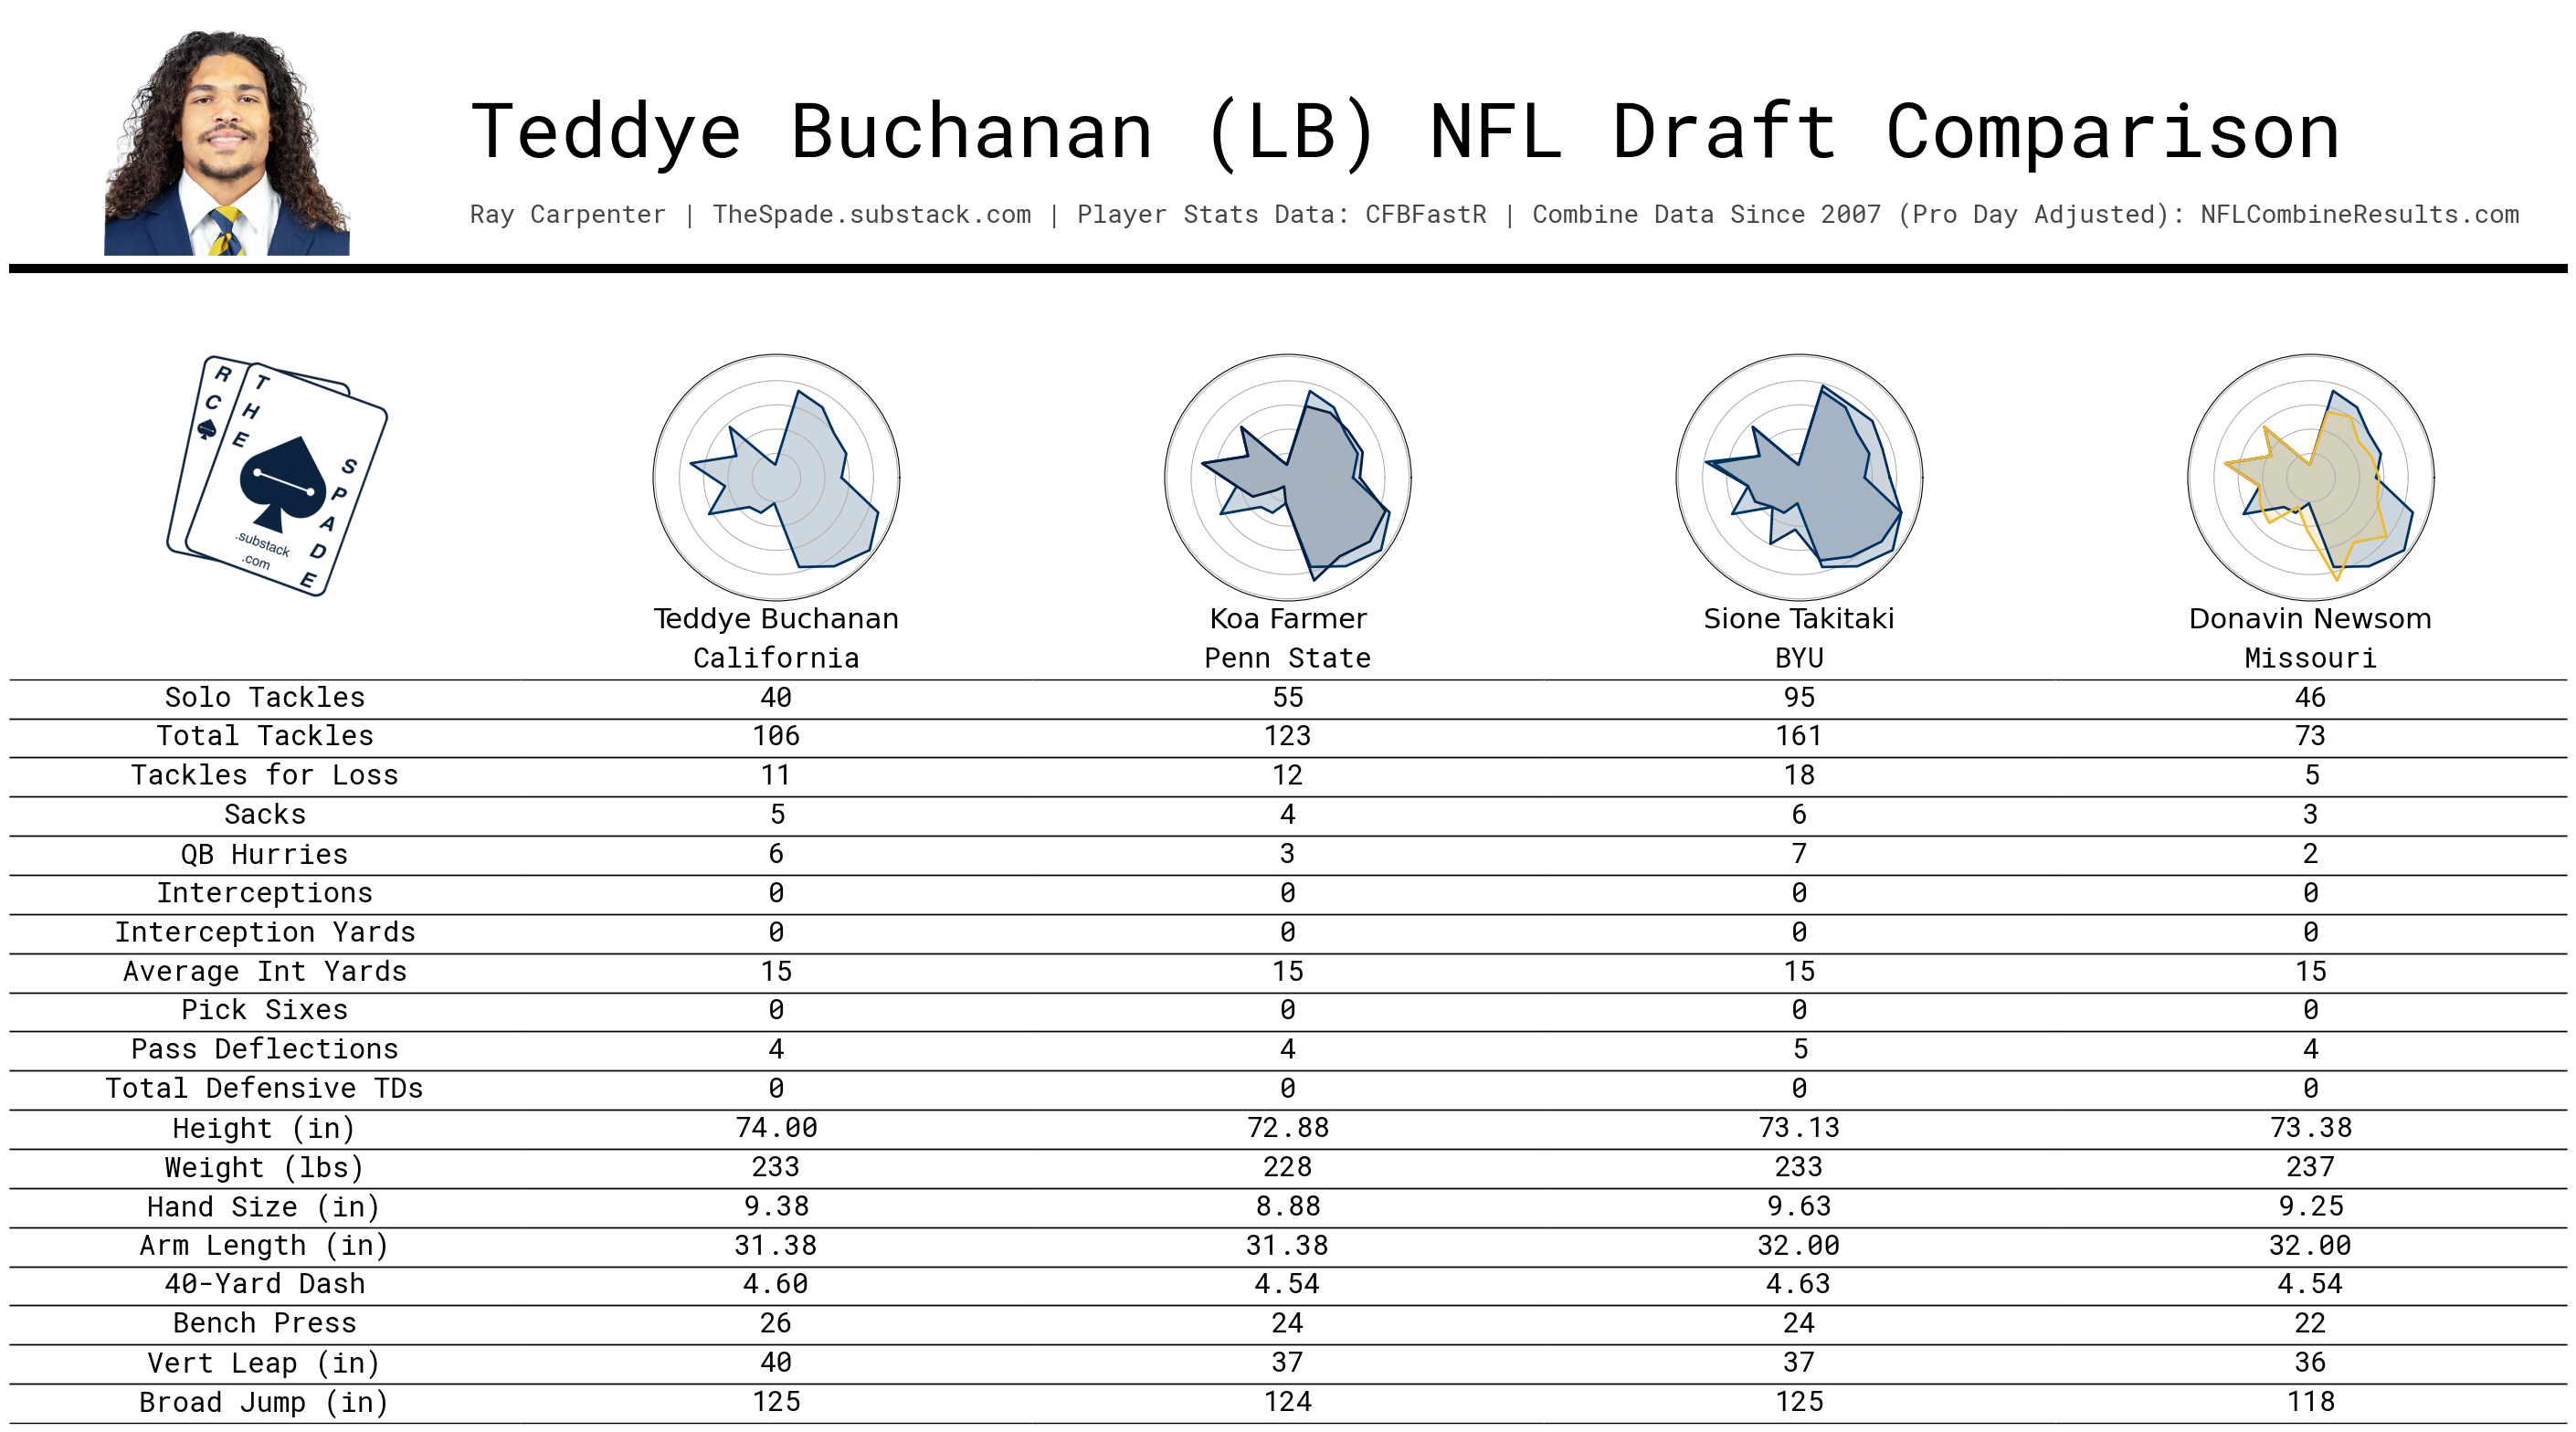 Teddye Buchanan (LB) NFL Draft Comparison
Ray Carpenter | TheSpade.substack.com | Player Stats Data: CFBFastR | Combine Data Since 2007 (Pro Day Adjusted): NFLCombineResults.com
R C
THE SPADE
.substack
.com
Teddye Buchanan Koa Farmer Sione Takitaki Donavin Newsom
California Penn State BYU Missouri
Solo Tackles 40 55 95 46
Total Tackles 106 123 161 73
Tackles for Loss 11 12 18 5
Sacks 5 4 6 3
QB Hurries 6 3 7 2
Interceptions 0 0 0 0
Interception Yards 0 0 0 0
Average Int Yards 15 15 15 15
Pick Sixes 0 0 0 0
Pass Deflections 4 4 5 4
Total Defensive TDs 0 0 0 0
Height (in) 74.00 72.88 73.13 73.38
Weight (lbs) 233 228 233 237
Hand Size (in) 9.38 8.88 9.63 9.25
Arm Length (in) 31.38 31.38 32.00 32.00
40-Yard Dash 4.60 4.54 4.63 4.54
Bench Press 26 24 24 22
Vert Leap (in) 40 37 37 36
Broad Jump (in) 125 124 125 118